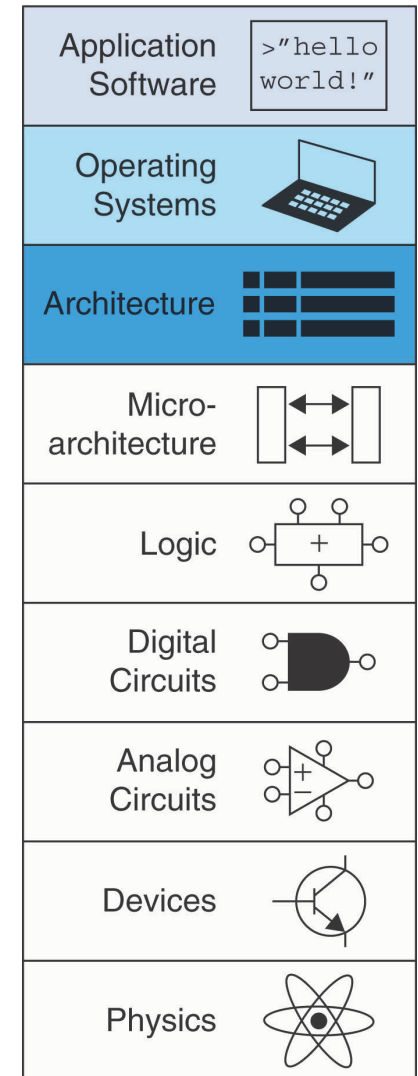 Application
Software
>"hello
world!"
Operating
Systems
Architecture
Micro-
architecture
Logic
+
Digital
Circuits
Analog
Circuits
+
−
Devices
Physics